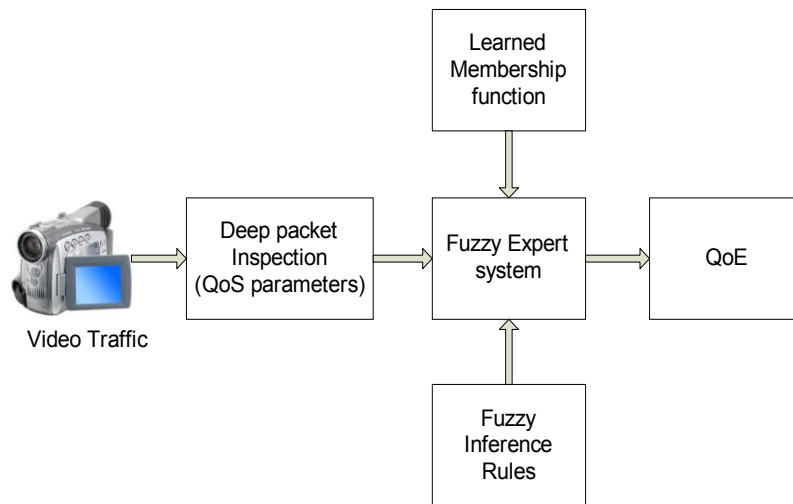 Learned
Membership
function
Deep packet
Inspection
(QoS parameters)
Fuzzy Expert
system
QoE
Video Traffic
Fuzzy
Inference
Rules